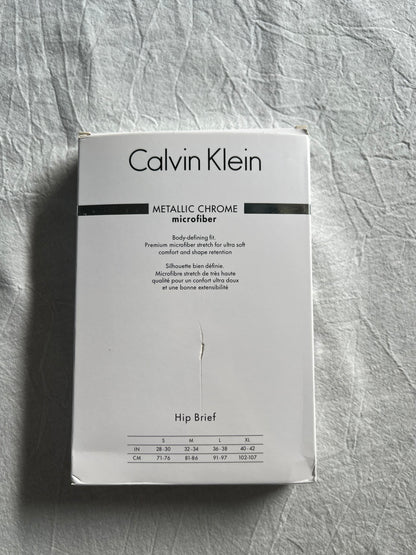 Calvin Klein
METALLIC CHROME
microfiber
Body-defining fit.
Premium microfiber stretch for ultra soft
comfort and shape retention
Silhouette bien définie.
Microfibre stretch de très haute
qualité pour un confort ultra doux
et une bonne extensibilité
Hip Brief
S M L XL
IN 28-30 32-34 36-38 40-42
CM 71-76 81-86 91-97 102-107